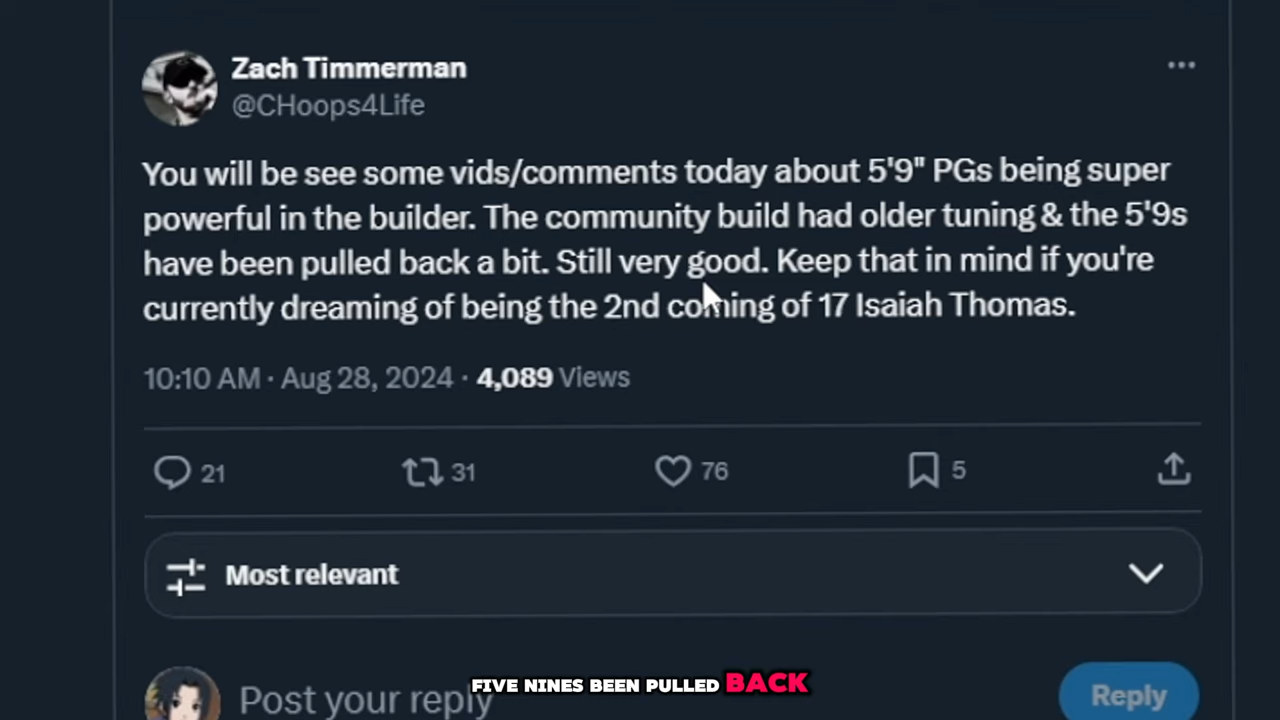 Zach Timmerman
@CHoops4Life
You will be see some vids/comments today about 5'9" PGs being super
powerful in the builder. The community build had older tuning & the 5'9s
have been pulled back a bit. Still very good. Keep that in mind if you're
currently dreaming of being the 2nd coming of 17 Isaiah Thomas.
10:10 AM · Aug 28, 2024 · 4,089 Views
21 31 76 5
Most relevant
Post your reply
Reply
FIVE NINES BEEN PULLED BACK